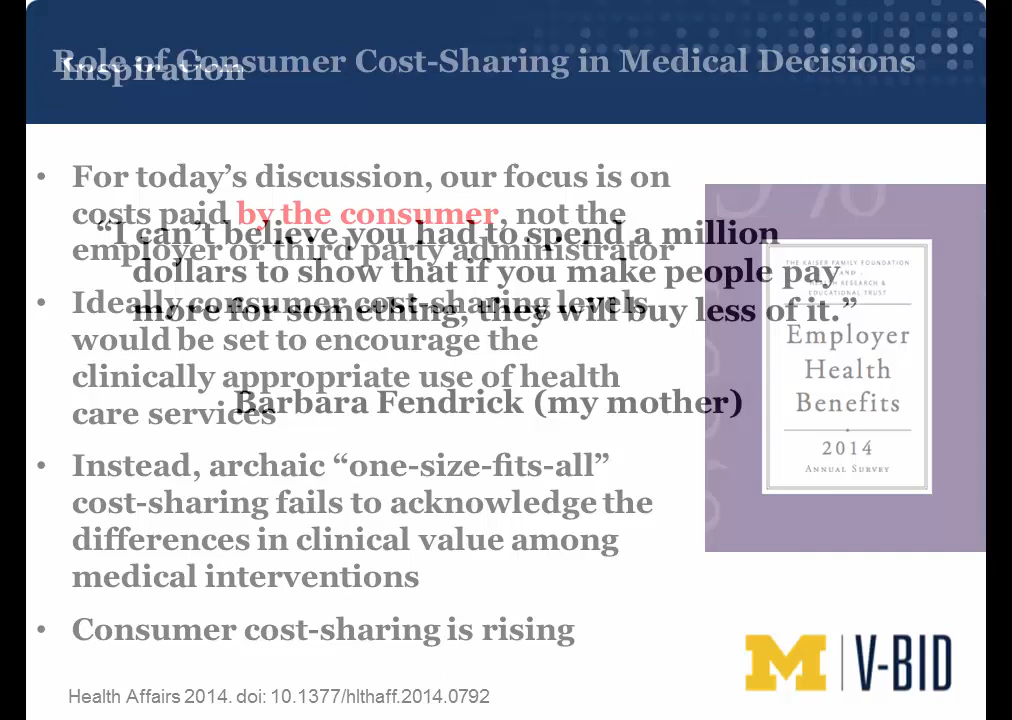 Role of Consumer Cost-Sharing in Medical Decisions
Inspiration
• For today’s discussion, our focus is on
costs paid by the consumer, not the
employer or third party administrator
• Ideally consumer cost-sharing levels
would be set to encourage the
clinically appropriate use of health
care services
• Instead, archaic “one-size-fits-all”
cost-sharing fails to acknowledge the
differences in clinical value among
medical interventions
• Consumer cost-sharing is rising
“I can’t believe you had to spend a million
dollars to show that if you make people pay
more for something, they will buy less of it.”
Barbara Fendrick (my mother)
THE KAISER FAMILY FOUNDATION
AND
HEALTH RESEARCH &
EDUCATIONAL TRUST
Employer
Health
Benefits
2014
ANNUAL SURVEY
M V-BID
Health Affairs 2014. doi: 10.1377/hlthaff.2014.0792